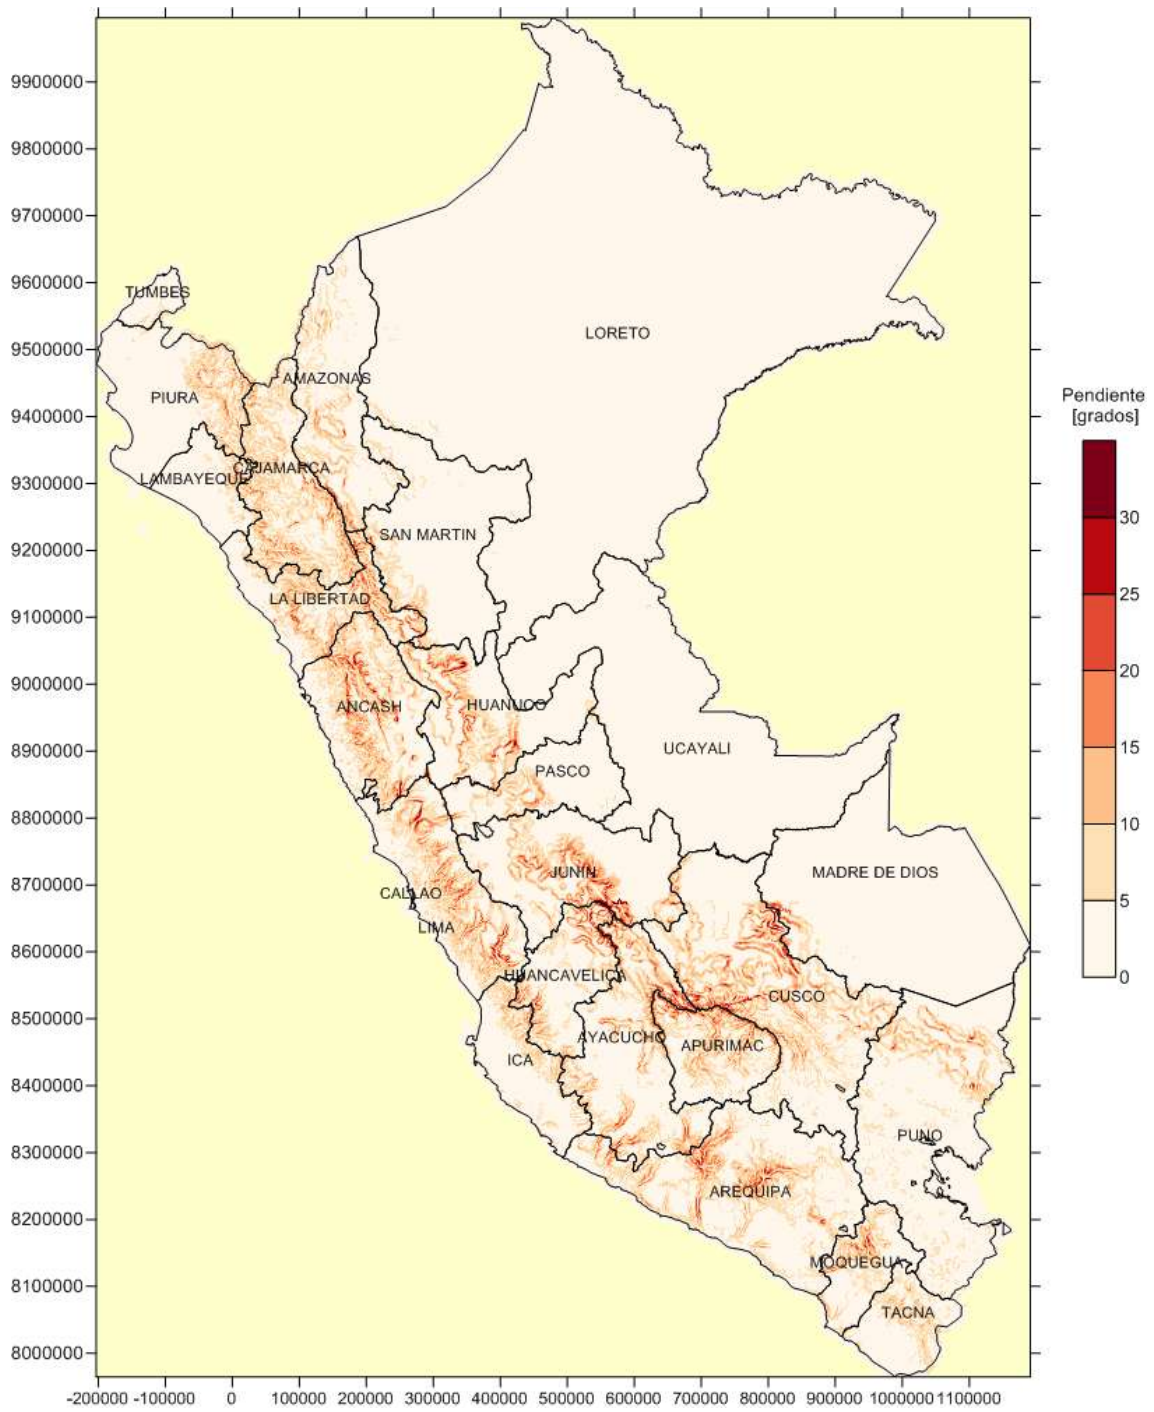 9900000
9800000
9700000
9600000
9500000
9400000
9300000
9200000
9100000
9000000
8900000
8800000
8700000
8600000
8500000
8400000
8300000
8200000
8100000
8000000
-200000 -100000 0 100000 200000 300000 400000 500000 600000 700000 800000 900000 1000000 1100000
TUMBES
LORETO
AMAZONAS
PIURA
CAJAMARCA
LAMBAYEQUE
SAN MARTIN
LA LIBERTAD
ANCASH
HUANUCO
UCAYALI
PASCO
JUNIN
MADRE DE DIOS
CALLAO
LIMA
HUANCAVELICA
CUSCO
AYACUCHO
APURIMAC
ICA
PUNO
AREQUIPA
MOQUEGUA
TACNA
Pendiente
[grados]
30
25
20
15
10
5
0